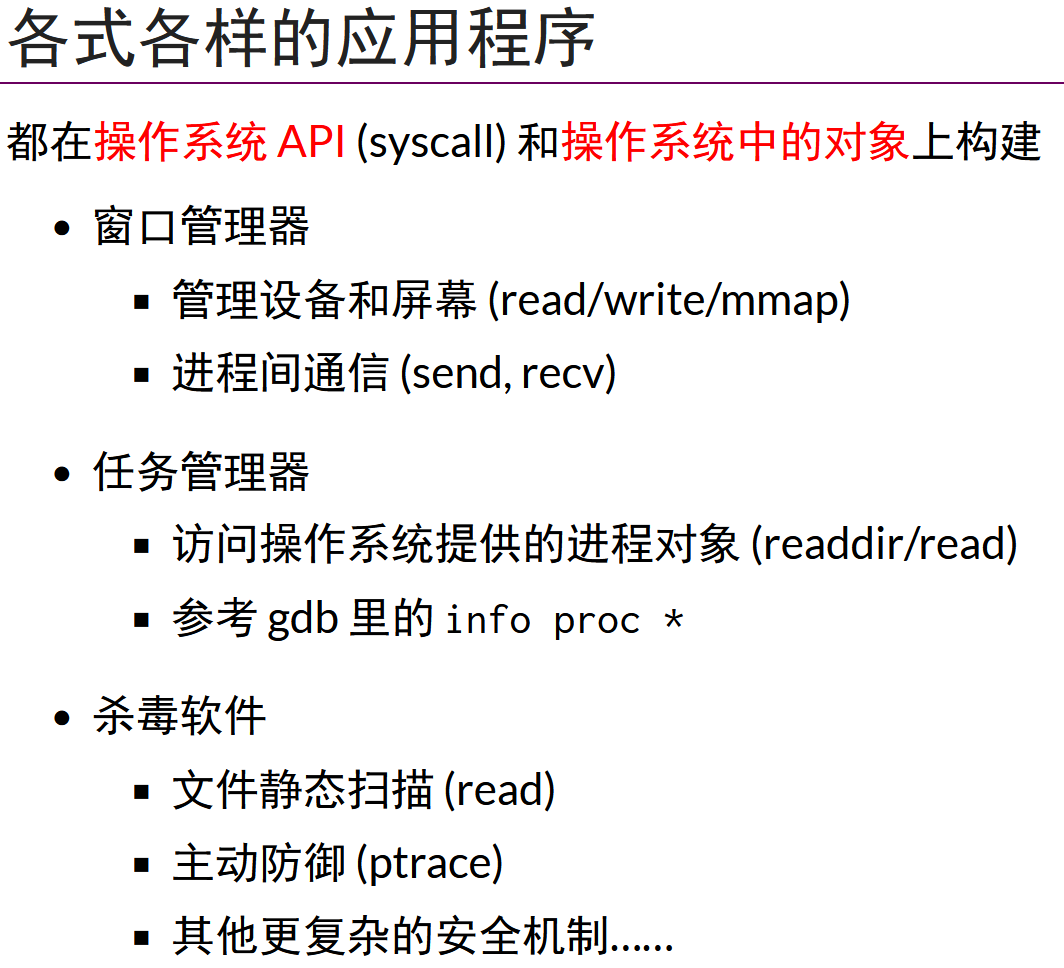 各式各样的应用程序
都在操作系统 API (syscall) 和操作系统中的对象上构建
• 窗口管理器
▪ 管理设备和屏幕 (read/write/mmap)
▪ 进程间通信 (send, recv)
• 任务管理器
▪ 访问操作系统提供的进程对象 (readdir/read)
▪ 参考 gdb 里的 info proc *
• 杀毒软件
▪ 文件静态扫描 (read)
▪ 主动防御 (ptrace)
▪ 其他更复杂的安全机制......